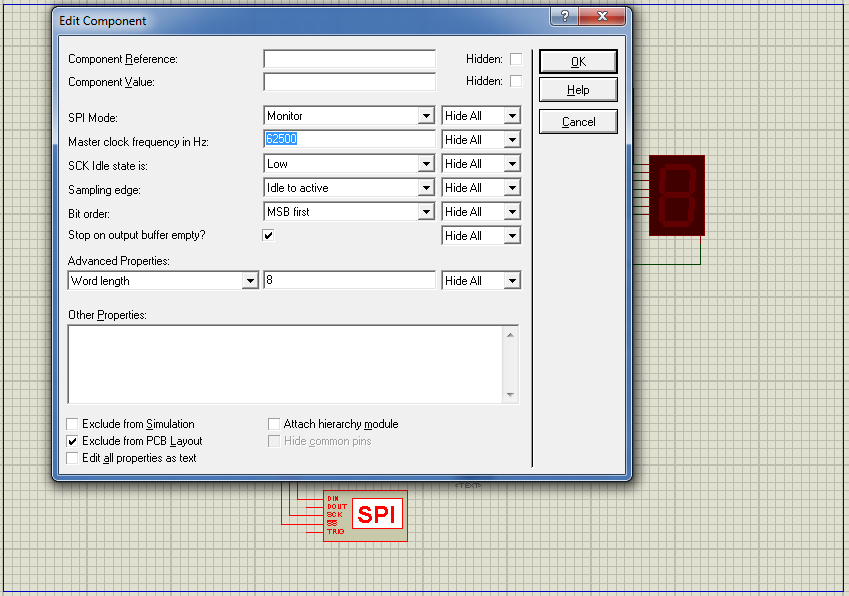 Edit Component
Component Reference: Hidden:
Component Value: Hidden:
OK
Help
Cancel
SPI Mode: Monitor Hide All
Master clock frequency in Hz: 62500 Hide All
SCK Idle state is: Low Hide All
Sampling edge: Idle to active Hide All
Bit order: MSB first Hide All
Stop on output buffer empty? Hide All
Advanced Properties:
Word length 8 Hide All
Other Properties:
Exclude from Simulation Attach hierarchy module
Exclude from PCB Layout Hide common pins
Edit all properties as text
<TEXT>
DIN
DOUT
SCK
SS
TRIG
SPI